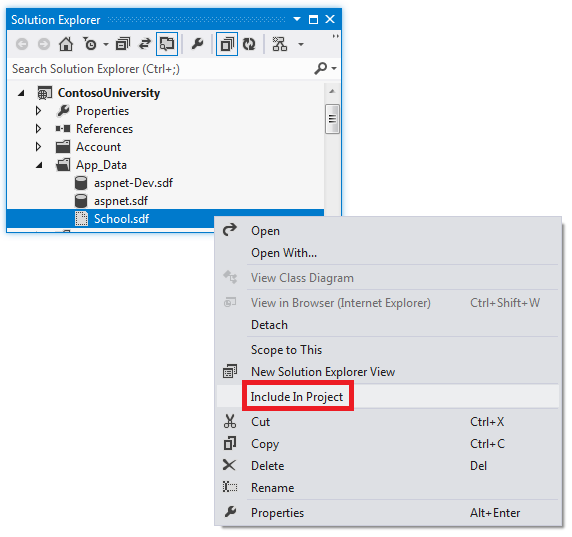 Solution Explorer
Search Solution Explorer (Ctrl+;)
ContosoUniversity
Properties
References
Account
App_Data
aspnet-Dev.sdf
aspnet.sdf
School.sdf
Open
Open With...
View Class Diagram
View in Browser (Internet Explorer) Ctrl+Shift+W
Detach
Scope to This
New Solution Explorer View
Include In Project
Cut Ctrl+X
Copy Ctrl+C
Delete Del
Rename
Properties Alt+Enter